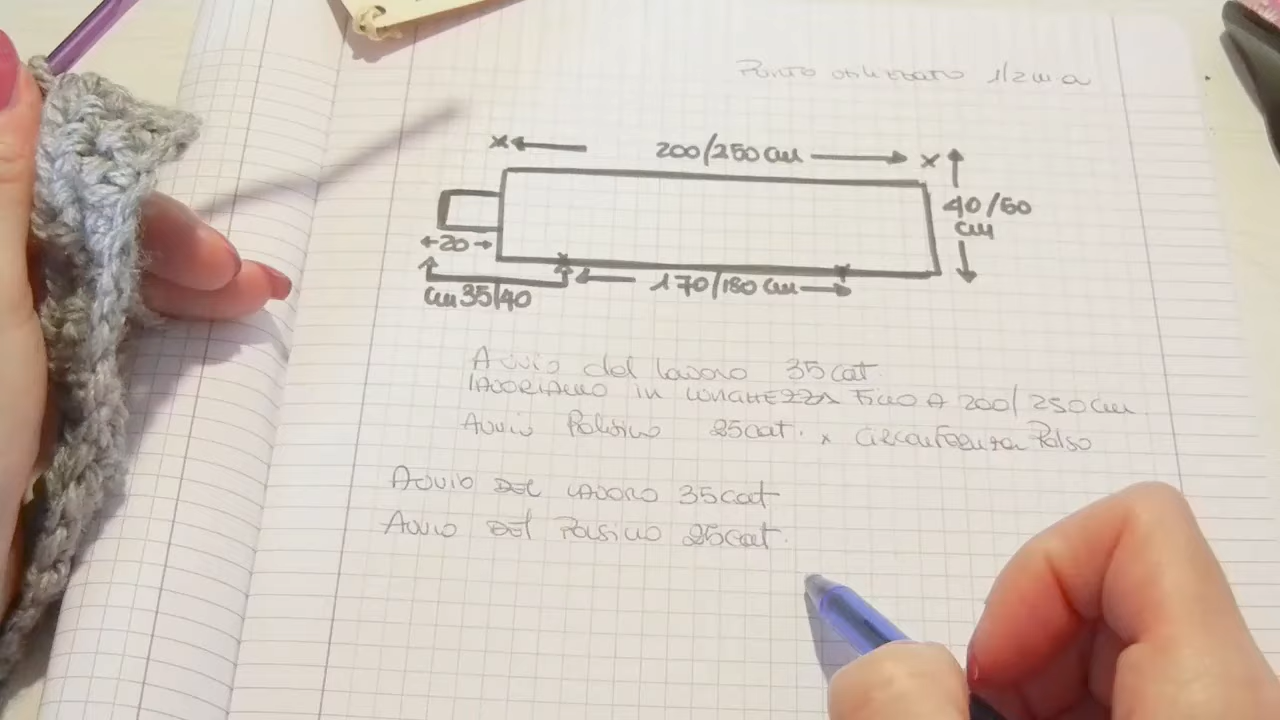 Punto utilizzato 1/2 m a
200/250 cm
40/50
cm
20
170/180 cm
cm 35/40
Avvio del lavoro 35 cat.
LAVORIAMO in LUNGHEZZA FINO A 200/250 cm
Avvio Polsino 25 cat. x circonferenza Polso
AVVIO DEL LAVORO 35 cat
AVVIO DEL POLSINO 25 cat.